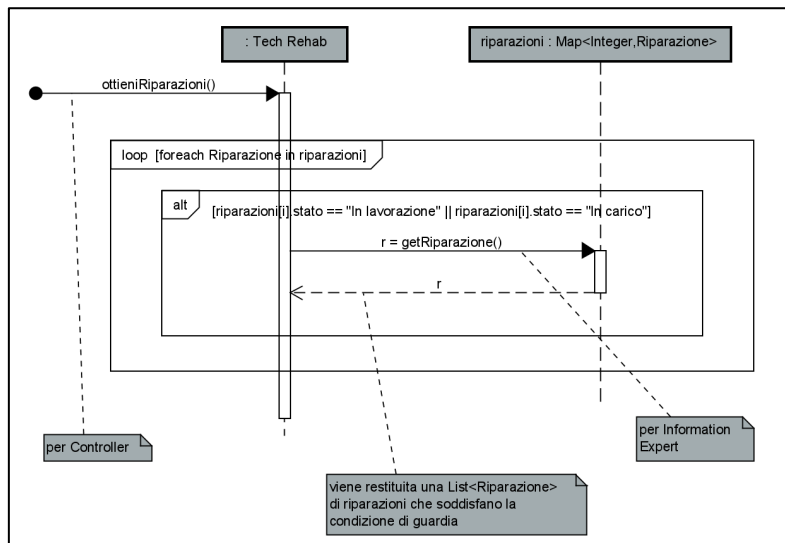 : Tech Rehab
riparazioni : Map<Integer,Riparazione>
ottieniRiparazioni()
loop [foreach Riparazione in riparazioni]
alt
[riparazioni[i].stato == "In lavorazione" || riparazioni[i].stato == "In carico"]
r = getRiparazione()
r
per Controller
per Information
Expert
viene restituita una List<Riparazione>
di riparazioni che soddisfano la
condizione di guardia